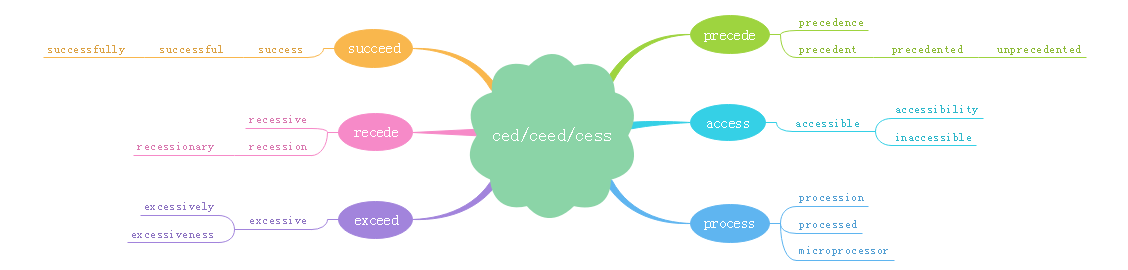 ced/ceed/cess
succeed
success
successful
successfully
recede
recessive
recession
recessionary
exceed
excessive
excessively
excessiveness
precede
precedence
precedent
precedented
unprecedented
access
accessible
accessibility
inaccessible
process
procession
processed
microprocessor